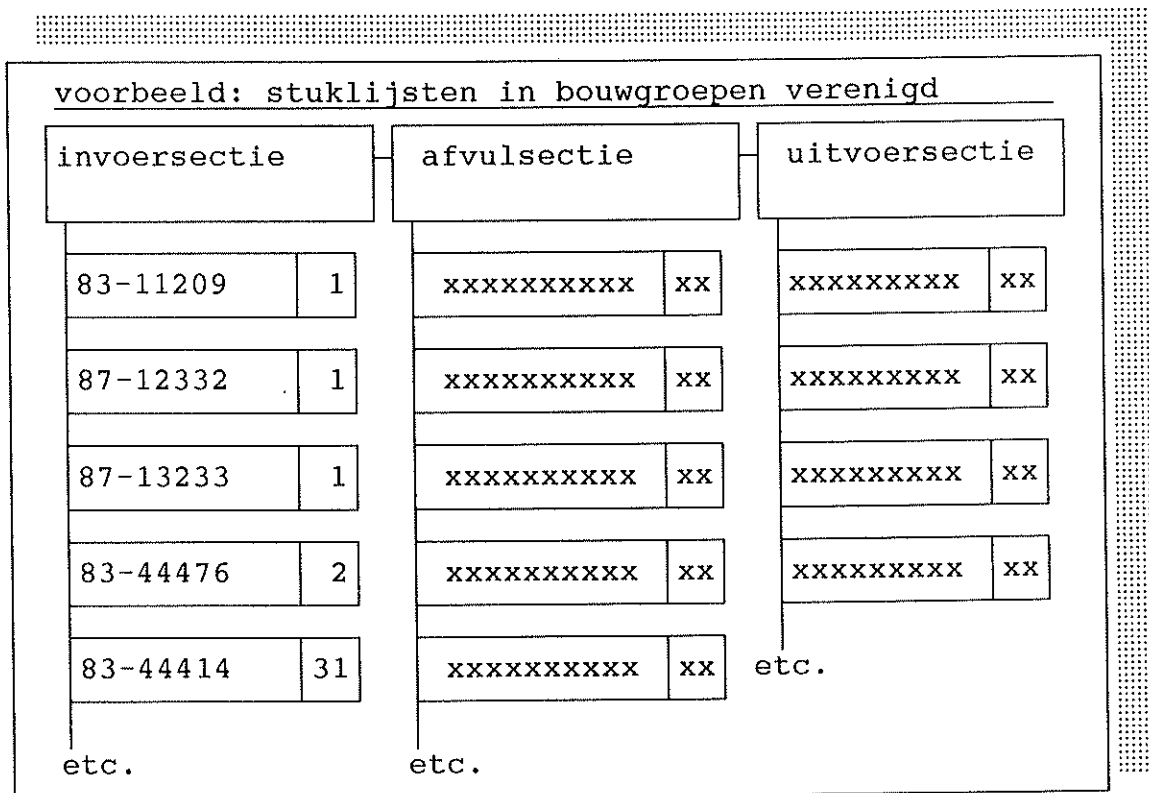 voorbeeld: stuklijsten in bouwgroepen verenigd
invoersectie afvulsectie uitvoersectie
83-11209 1 xxxxxxxxxx xx xxxxxxxxx xx
87-12332 1 xxxxxxxxxx xx xxxxxxxxx xx
87-13233 1 xxxxxxxxxx xx xxxxxxxxx xx
83-44476 2 xxxxxxxxxx xx xxxxxxxxx xx
83-44414 31 xxxxxxxxxx xx etc.
etc. etc.